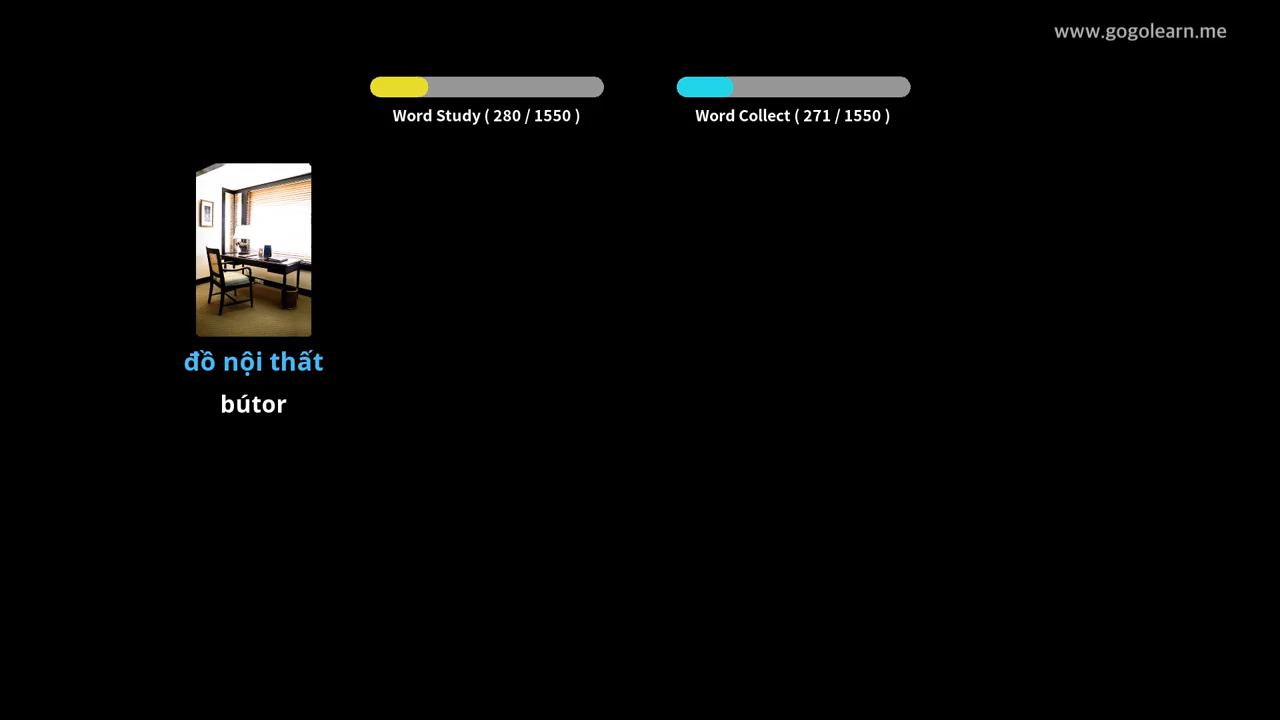 www.gogolearn.me
Word Study ( 280 / 1550 )
Word Collect ( 271 / 1550 )
đồ nội thất
bútor